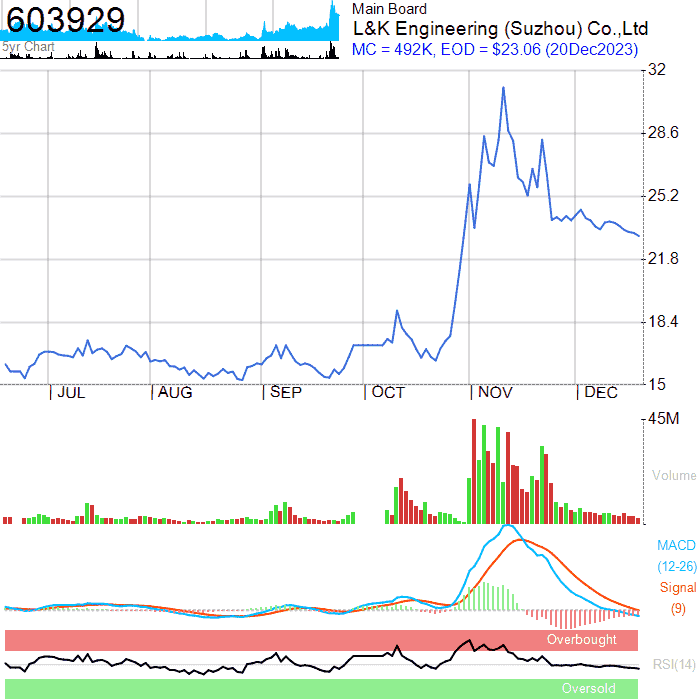 603929
5yr Chart
Main Board
L&K Engineering (Suzhou) Co.,Ltd
MC = 492K, EOD = $23.06 (20Dec2023)
32
28.6
25.2
21.8
18.4
15
JUL
AUG
SEP
OCT
NOV
DEC
45M
Volume
MACD
(12-26)
Signal
(9)
Overbought
RSI(14)
Oversold